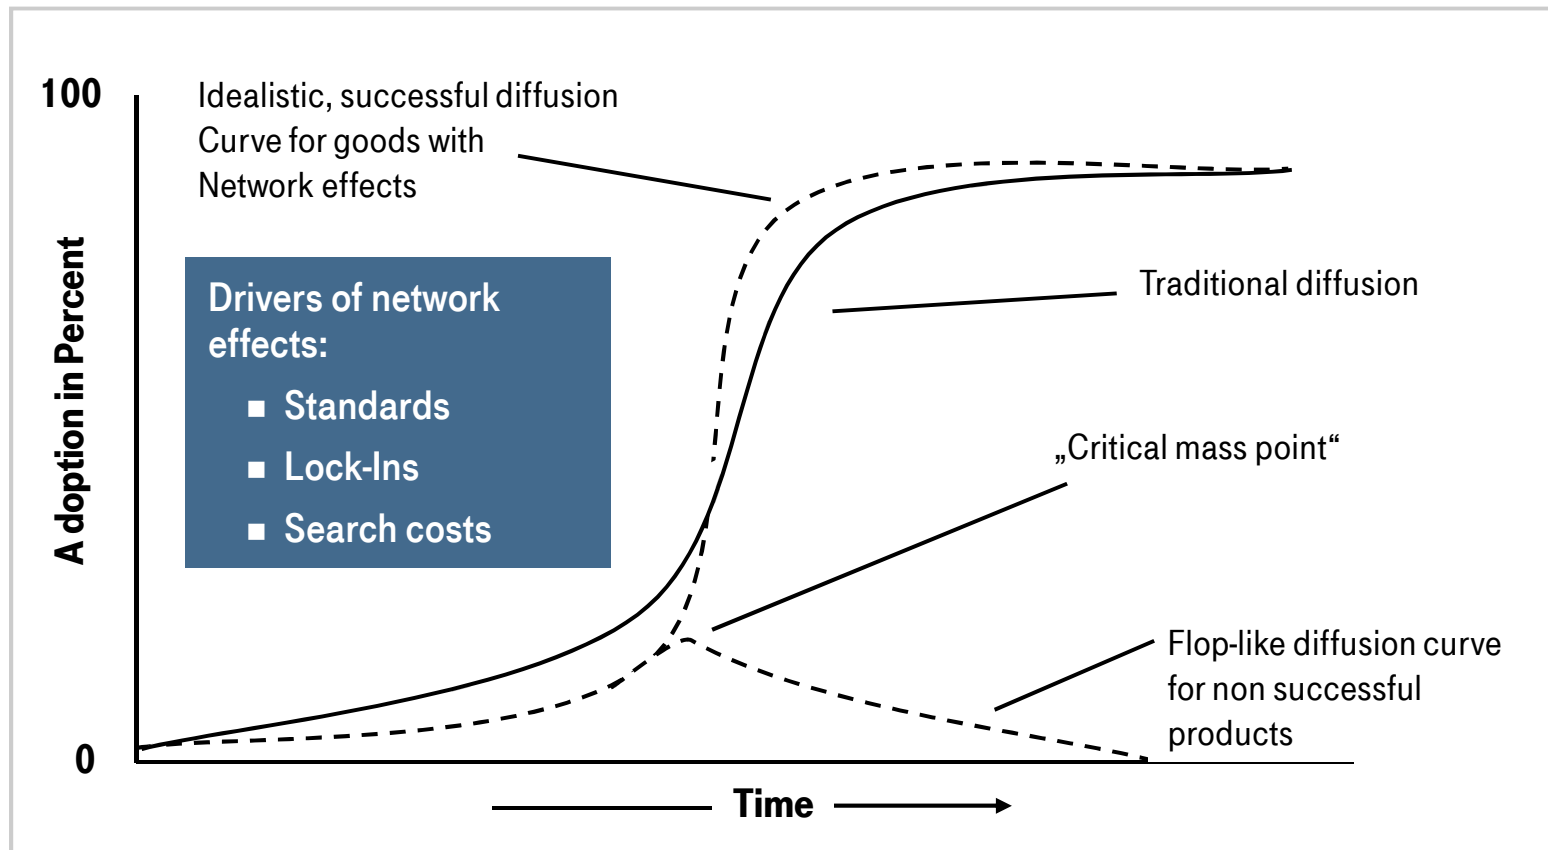 100
Idealistic, successful diffusion
Curve for goods with
Network effects
A doption in Percent
Drivers of network
effects:
■ Standards
■ Lock-Ins
■ Search costs
Traditional diffusion
„Critical mass point“
Flop-like diffusion curve
for non successful
products
0
Time